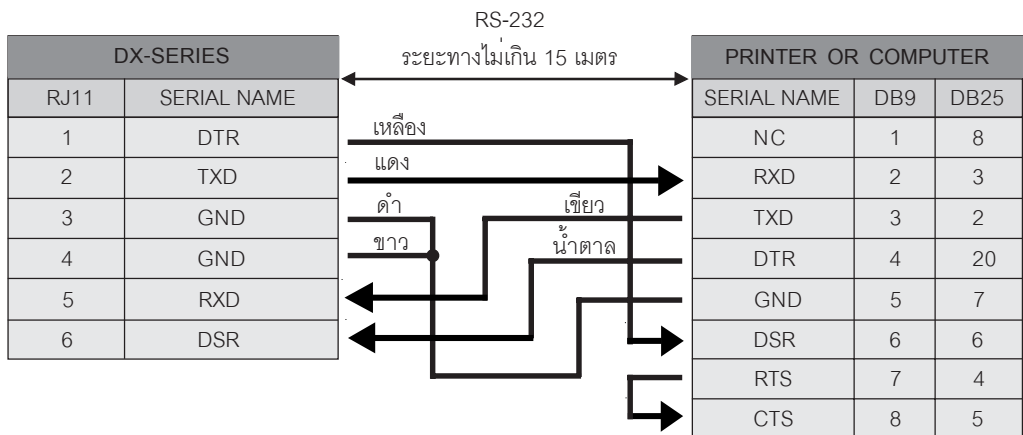 RS-232
ระยะทางไม่เกิน 15 เมตร
DX-SERIES
RJ11 SERIAL NAME
1 DTR
2 TXD
3 GND
4 GND
5 RXD
6 DSR
เหลือง
แดง
ดำ
ขาว
เขียว
น้ำตาล
PRINTER OR COMPUTER
SERIAL NAME DB9 DB25
NC 1 8
RXD 2 3
TXD 3 2
DTR 4 20
GND 5 7
DSR 6 6
RTS 7 4
CTS 8 5